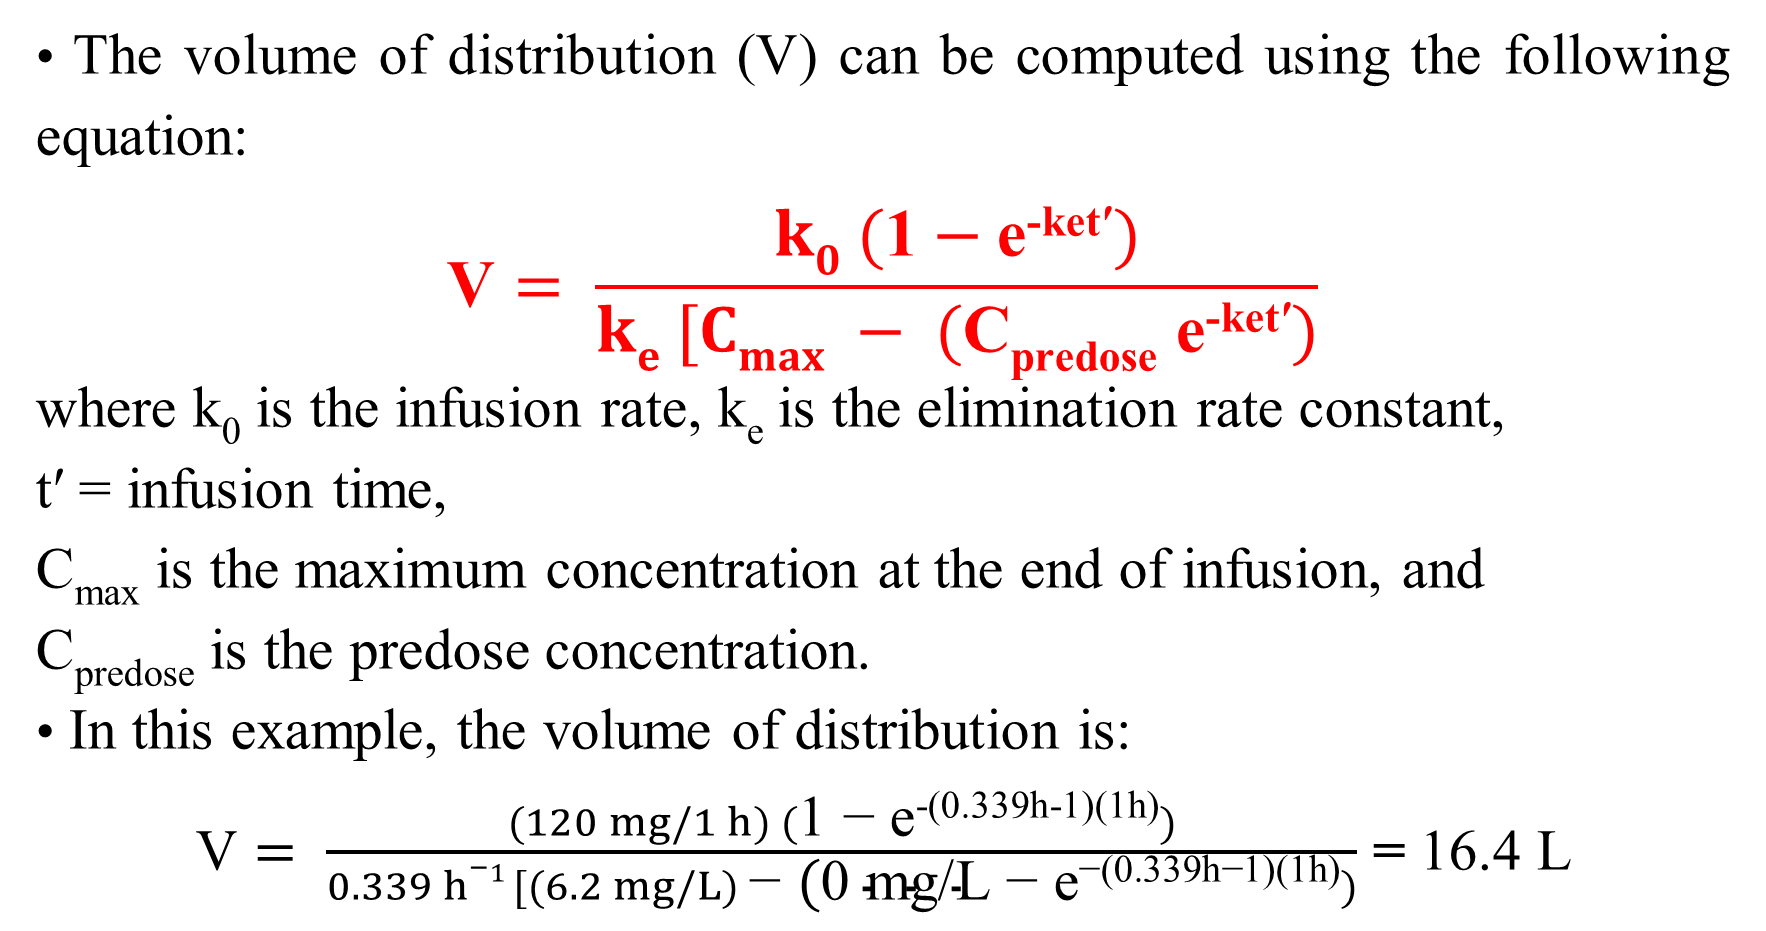 • The volume of distribution (V) can be computed using the following
equation:
V = k₀ (1 − e^-ket′) / kₑ [Cmax − (Cpredose e^-ket′)
where k₀ is the infusion rate, kₑ is the elimination rate constant,
t′ = infusion time,
Cmax is the maximum concentration at the end of infusion, and
Cpredose is the predose concentration.
• In this example, the volume of distribution is:
V = (120 mg/1 h) (1 − e^-(0.339h-1)(1h)) / 0.339 h⁻¹ [(6.2 mg/L) − (0 mg/L − e^−(0.339h−1)(1h)) = 16.4 L